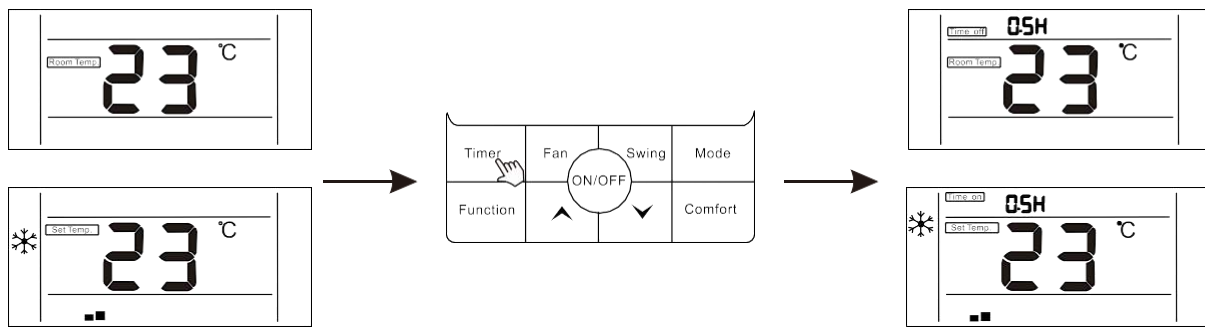 Room Temp. 23 °C
Set Temp. 23 °C
Timer Fan Swing Mode
ON/OFF
Function Comfort
Time off 0.5H
Room Temp. 23 °C
Time on 0.5H
Set Temp. 23 °C